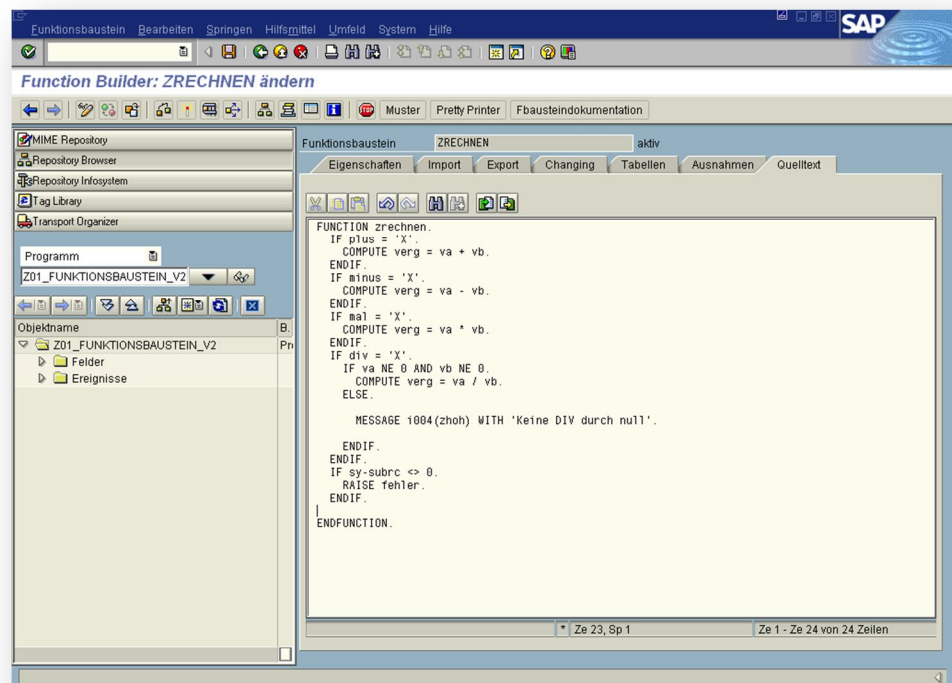 Funktionsbaustein Bearbeiten Springen Hilfsmittel Umfeld System Hilfe
SAP
Function Builder: ZRECHNEN ändern
Muster Pretty Printer Fbausteindokumentation
MIME Repository
Repository Browser
Repository Infosystem
Tag Library
Transport Organizer
Programm
Z01_FUNKTIONSBAUSTEIN_V2
Objektname B.
Z01_FUNKTIONSBAUSTEIN_V2 Pr
Felder
Ereignisse
Funktionsbaustein ZRECHNEN aktiv
Eigenschaften Import Export Changing Tabellen Ausnahmen Quelltext
FUNCTION zrechnen.
IF plus = 'X'.
COMPUTE verg = va + vb.
ENDIF.
IF minus = 'X'.
COMPUTE verg = va - vb.
ENDIF.
IF mal = 'X'.
COMPUTE verg = va * vb.
ENDIF.
IF div = 'X'.
IF va NE 0 AND vb NE 0.
COMPUTE verg = va / vb.
ELSE.
MESSAGE i004(zhoh) WITH 'Keine DIV durch null'.
ENDIF.
ENDIF.
IF sy-subrc <> 0.
RAISE fehler.
ENDIF.
ENDFUNCTION.
* Ze 23, Sp 1 Ze 1 - Ze 24 von 24 Zeilen